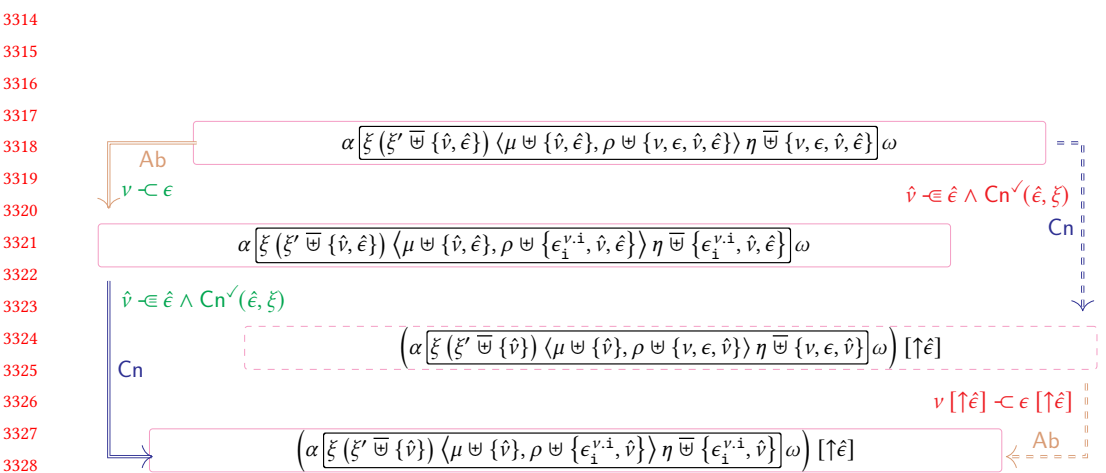 3314
3315
3316
3317
3318 α ξ (ξ′ ⊎̅ {ν̂, ϵ̂}) ⟨μ ⊎ {ν̂, ϵ̂}, ρ ⊎ {ν, ϵ, ν̂, ϵ̂}⟩ η ⊎̅ {ν, ϵ, ν̂, ϵ̂} ω
Ab
3319
ν ⤙ ϵ
ν̂ ⋹ ϵ̂ ∧ Cn✓(ϵ̂, ξ)
3320
Cn
3321 α ξ (ξ′ ⊎̅ {ν̂, ϵ̂}) ⟨μ ⊎ {ν̂, ϵ̂}, ρ ⊎ {ϵ_i^{ν.i}, ν̂, ϵ̂}⟩ η ⊎̅ {ϵ_i^{ν.i}, ν̂, ϵ̂} ω
3322
3323 ν̂ ⋹ ϵ̂ ∧ Cn✓(ϵ̂, ξ)
3324 (α ξ (ξ′ ⊎̅ {ν̂}) ⟨μ ⊎ {ν̂}, ρ ⊎ {ν, ϵ, ν̂}⟩ η ⊎̅ {ν, ϵ, ν̂} ω) [↑ϵ̂]
3325 Cn
3326 ν [↑ϵ̂] ⤙ ϵ [↑ϵ̂]
3327
Ab
3328 (α ξ (ξ′ ⊎̅ {ν̂}) ⟨μ ⊎ {ν̂}, ρ ⊎ {ϵ_i^{ν.i}, ν̂}⟩ η ⊎̅ {ϵ_i^{ν.i}, ν̂} ω) [↑ϵ̂]